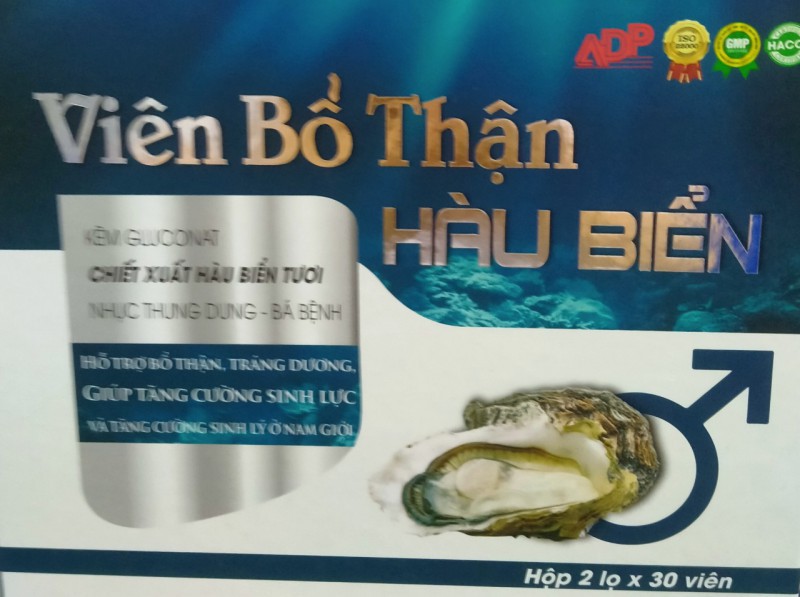 ADP
ISO
22000
GMP
HACC
Viên Bổ Thận
HÀU BIỂN
KẼM GLUCONAT
CHIẾT XUẤT HÀU BIỂN TƯƠI
NHỤC THUNG DUNG - BÁ BỆNH
HỖ TRỢ BỔ THẬN, TRÁNG DƯƠNG,
GIÚP TĂNG CƯỜNG SINH LỰC
VÀ TĂNG CƯỜNG SINH LÝ Ở NAM GIỚI
Hộp 2 lọ x 30 viên